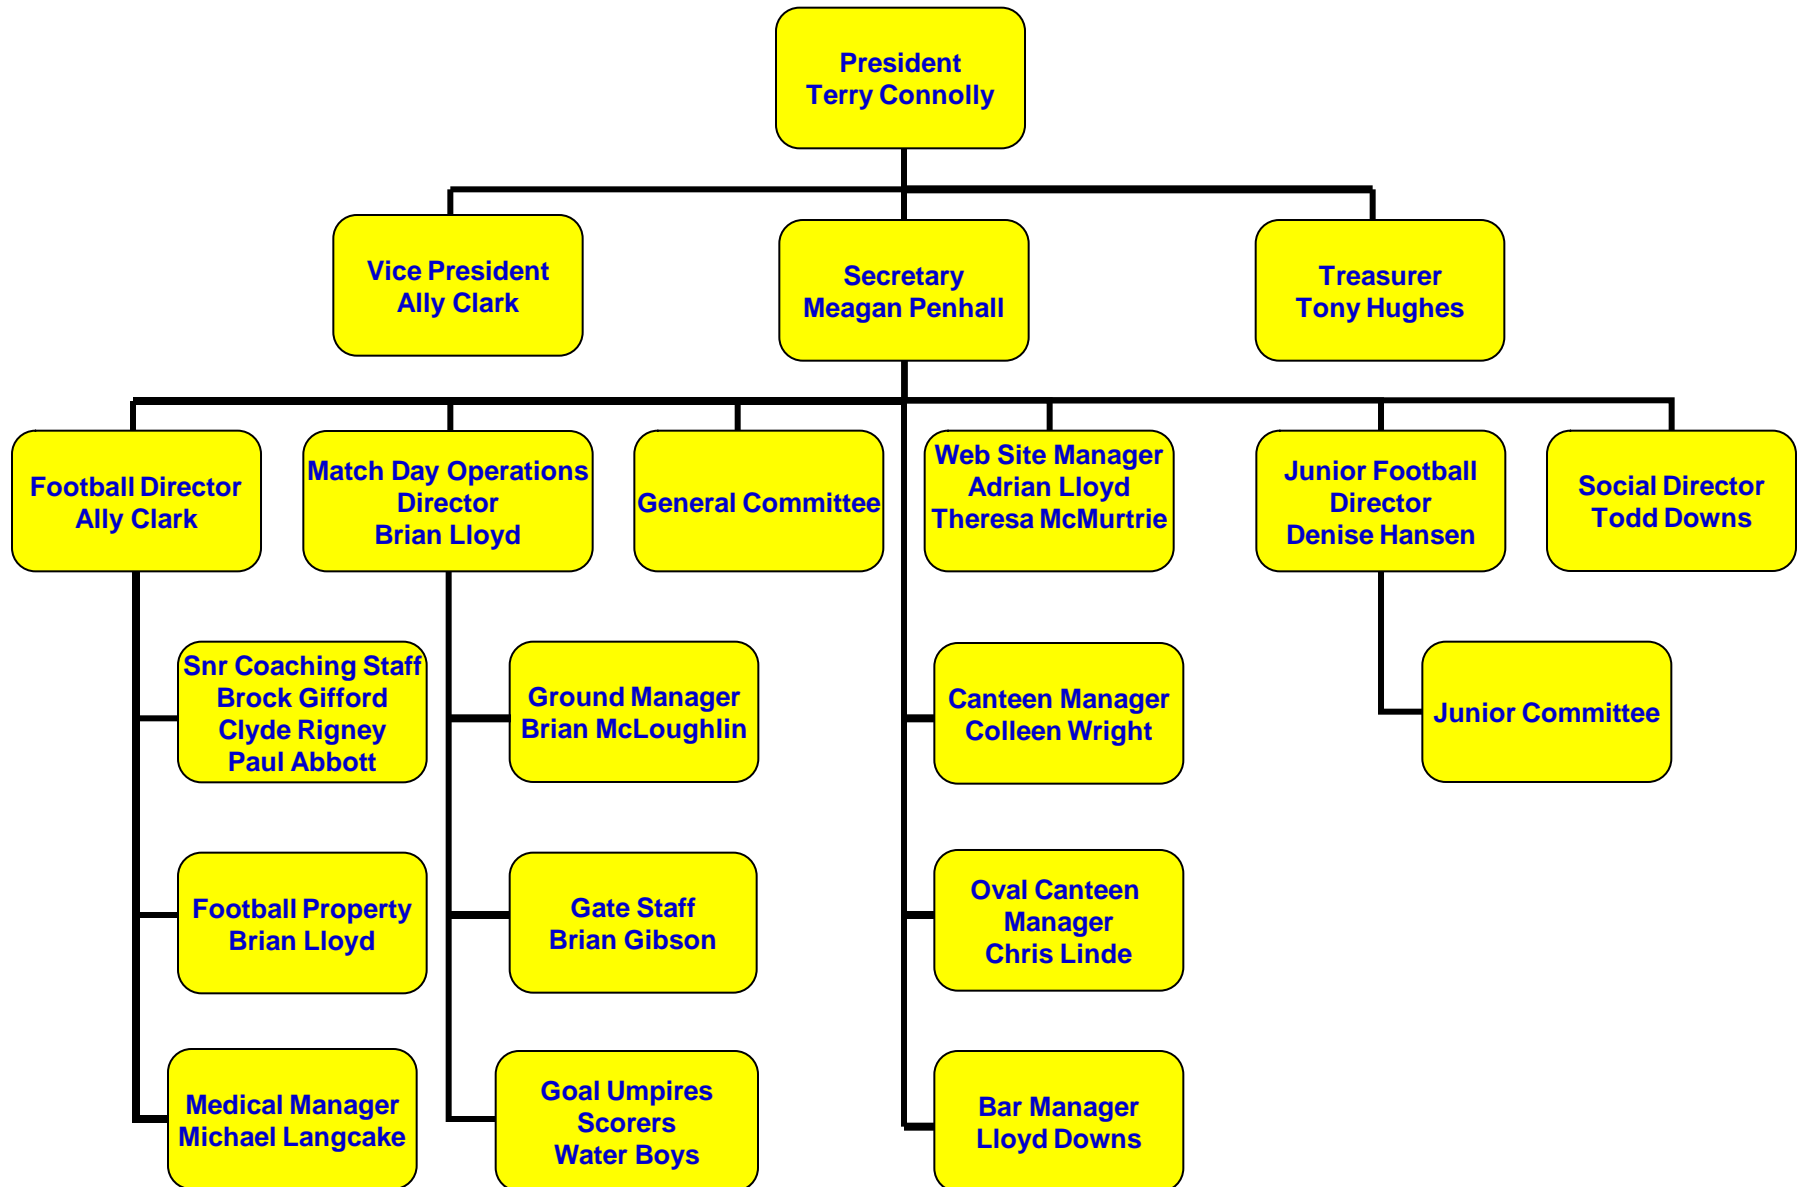 President
Terry Connolly
Vice President
Ally Clark
Secretary
Meagan Penhall
Treasurer
Tony Hughes
Football Director
Ally Clark
Match Day Operations
Director
Brian Lloyd
General Committee
Web Site Manager
Adrian Lloyd
Theresa McMurtrie
Junior Football
Director
Denise Hansen
Social Director
Todd Downs
Snr Coaching Staff
Brock Gifford
Clyde Rigney
Paul Abbott
Ground Manager
Brian McLoughlin
Canteen Manager
Colleen Wright
Junior Committee
Football Property
Brian Lloyd
Gate Staff
Brian Gibson
Oval Canteen
Manager
Chris Linde
Medical Manager
Michael Langcake
Goal Umpires
Scorers
Water Boys
Bar Manager
Lloyd Downs